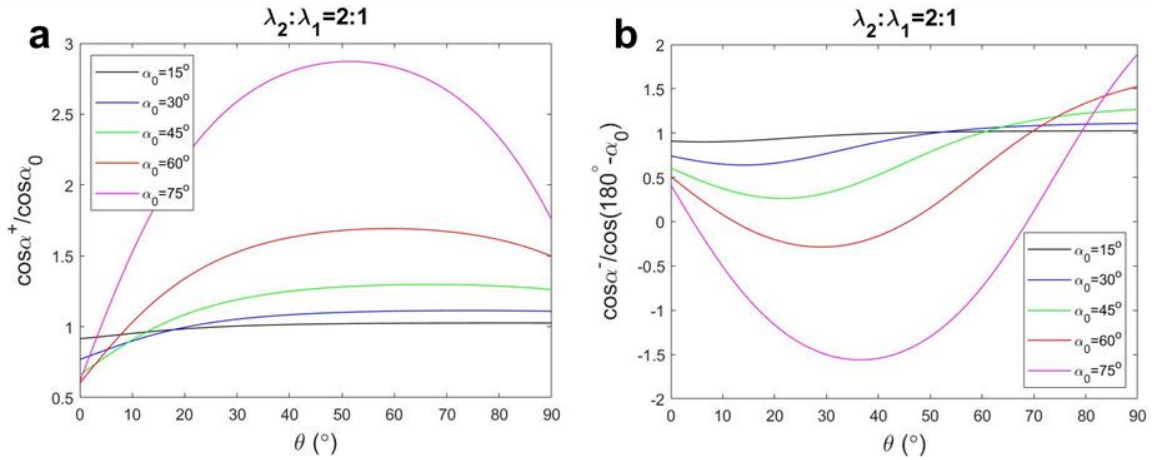 a
λ₂:λ₁=2:1
3
2.5
2
1.5
1
0.5
0 10 20 30 40 50 60 70 80 90
θ (°)
cosα⁺/cosα₀
α₀=15°
α₀=30°
α₀=45°
α₀=60°
α₀=75°
b
λ₂:λ₁=2:1
2
1.5
1
0.5
0
-0.5
-1
-1.5
-2
0 10 20 30 40 50 60 70 80 90
θ (°)
cosα⁻/cos(180°-α₀)
α₀=15°
α₀=30°
α₀=45°
α₀=60°
α₀=75°